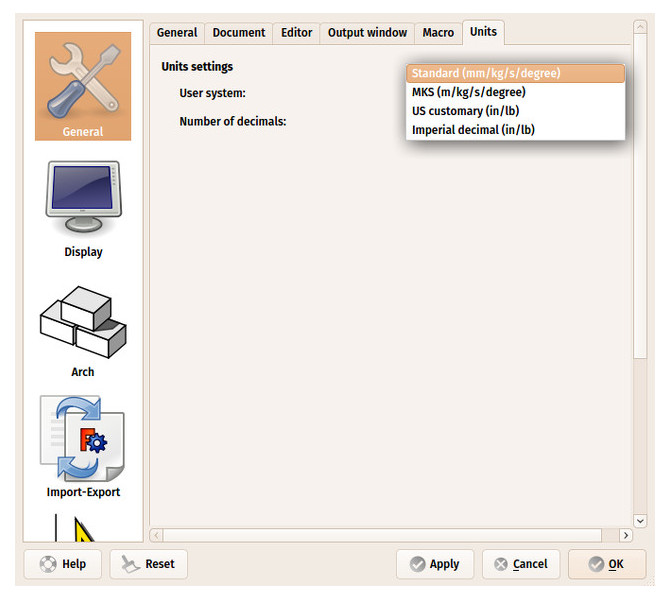 General
Document
Editor
Output window
Macro
Units
Units settings
User system:
Number of decimals:
Standard (mm/kg/s/degree)
MKS (m/kg/s/degree)
US customary (in/lb)
Imperial decimal (in/lb)
General
Display
Arch
Import-Export
Help
Reset
Apply
Cancel
OK